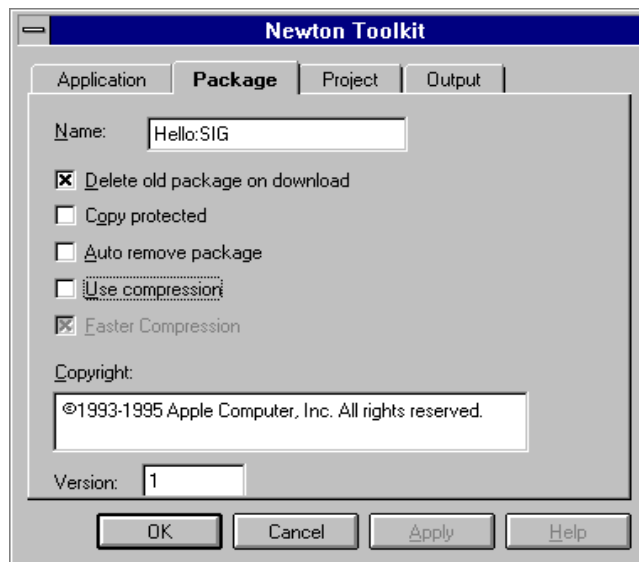 Newton Toolkit
Application Package Project Output
Name: Hello:SIG
Delete old package on download
Copy protected
Auto remove package
Use compression
Faster Compression
Copyright:
©1993-1995 Apple Computer, Inc. All rights reserved.
Version: 1
OK Cancel Apply Help